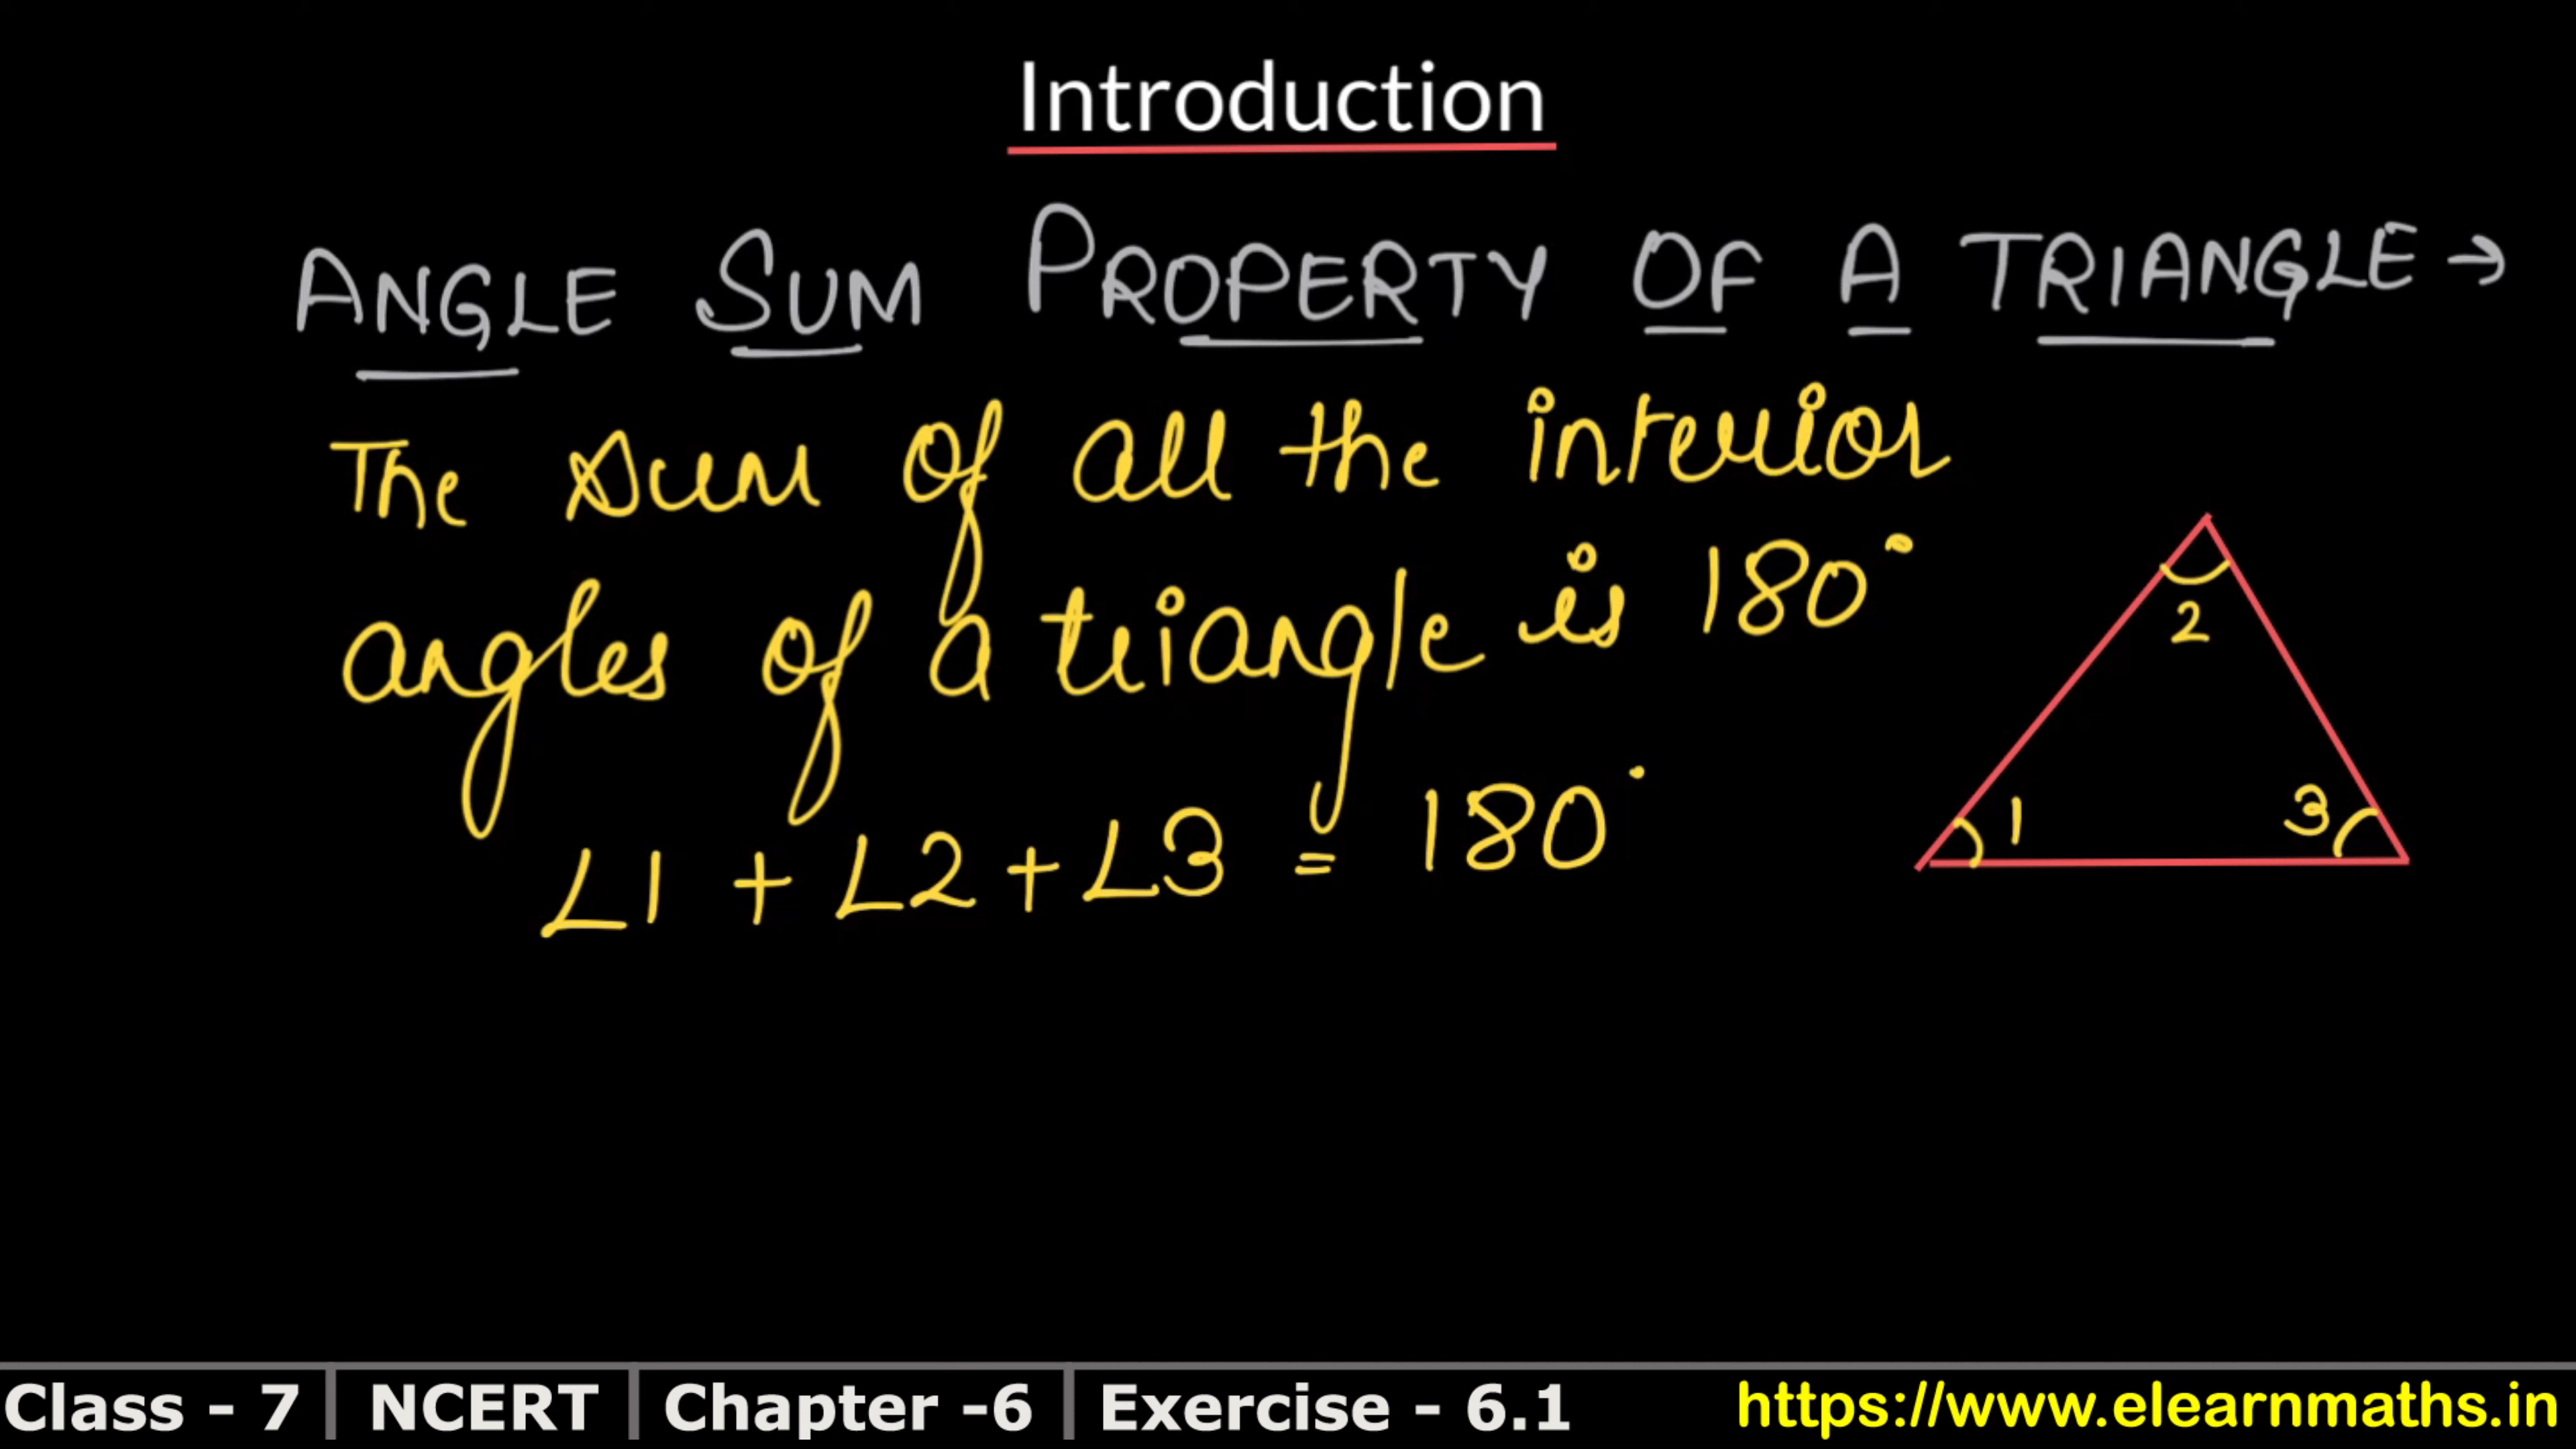 Introduction
ANGLE SUM PROPERTY OF A TRIANGLE →
The sum of all the interior
angles of a triangle is 180°
2
∠1 + ∠2 + ∠3 = 180°
1 3
Class - 7 | NCERT | Chapter -6 | Exercise - 6.1 https://www.elearnmaths.in